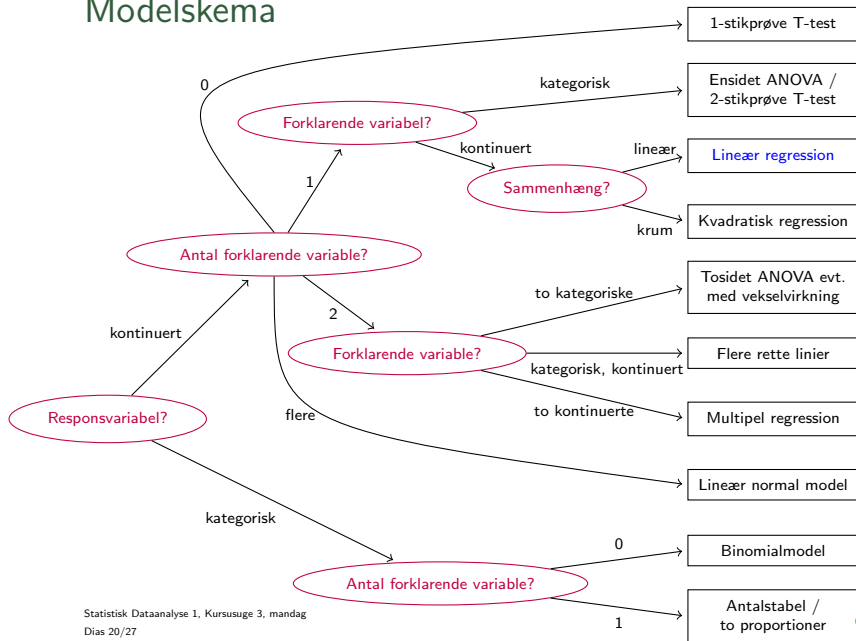 Modelskema
0
1-stikprøve T-test
kategorisk
Ensidet ANOVA /
2-stikprøve T-test
Forklarende variabel?
kontinuert
lineær
Lineær regression
1
Sammenhæng?
krum
Kvadratisk regression
Antal forklarende variable?
to kategoriske
Tosidet ANOVA evt.
med vekselvirkning
2
kontinuert
Forklarende variable?
kategorisk, kontinuert
Flere rette linier
to kontinuerte
Multipel regression
Responsvariabel?
flere
Lineær normal model
kategorisk
0
Binomialmodel
Antal forklarende variable?
1
Antalstabel /
to proportioner
Statistisk Dataanalyse 1, Kursusuge 3, mandag
Dias 20/27